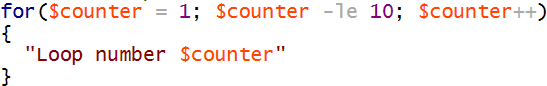 for($counter = 1; $counter -le 10; $counter++)
{
  "Loop number $counter"
}